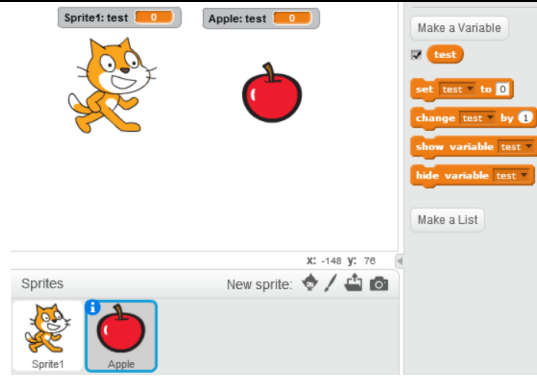 Sprite1: test 0
Apple: test 0
x: -148 y: 76
Sprites
New sprite:
Sprite1
Apple
Make a Variable
test
set test to 0
change test by 1
show variable test
hide variable test
Make a List